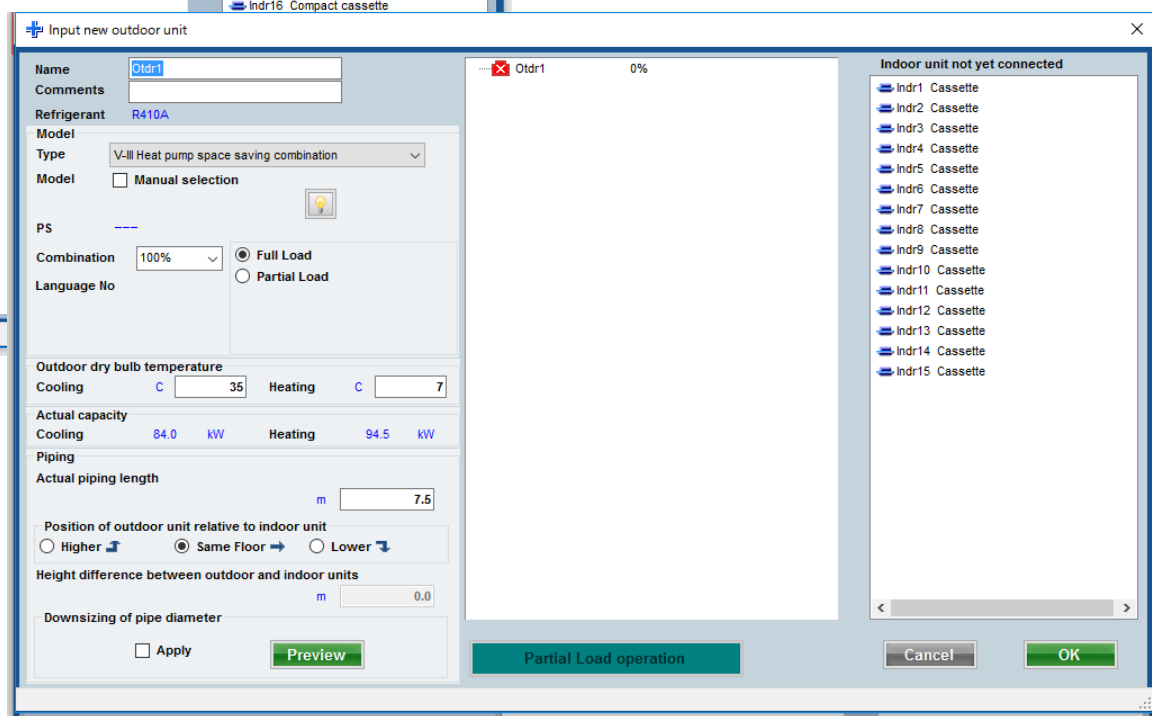 Indr16 Compact cassette
Input new outdoor unit
Name Otdr1
Comments
Refrigerant R410A
Model
Type V-III Heat pump space saving combination
Model Manual selection
PS ---
Combination 100% Full Load
Partial Load
Language No
Outdoor dry bulb temperature
Cooling C 35 Heating C 7
Actual capacity
Cooling 84.0 kW Heating 94.5 kW
Piping
Actual piping length
m 7.5
Position of outdoor unit relative to indoor unit
Higher Same Floor Lower
Height difference between outdoor and indoor units
m 0.0
Downsizing of pipe diameter
Apply Preview
Otdr1 0%
Partial Load operation
Indoor unit not yet connected
Indr1 Cassette
Indr2 Cassette
Indr3 Cassette
Indr4 Cassette
Indr5 Cassette
Indr6 Cassette
Indr7 Cassette
Indr8 Cassette
Indr9 Cassette
Indr10 Cassette
Indr11 Cassette
Indr12 Cassette
Indr13 Cassette
Indr14 Cassette
Indr15 Cassette
Cancel OK